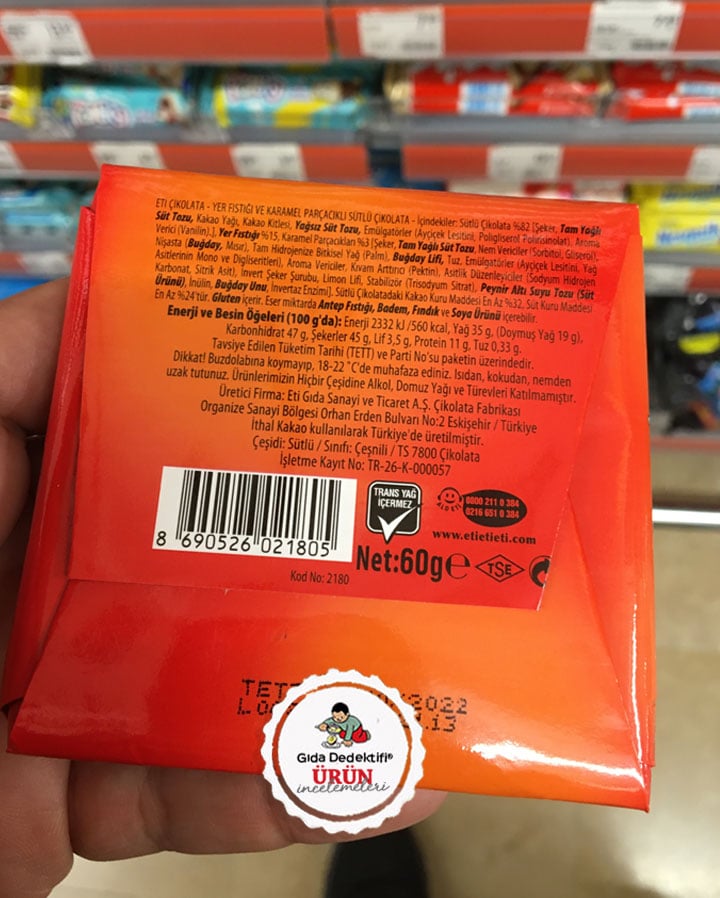 ETİ ÇİKOLATA - YER FISTIĞI VE KARAMEL PARÇACIKLI SÜTLÜ ÇİKOLATA - İçindekiler: Sütlü Çikolata %82 [Şeker, Tam Yağlı
Süt Tozu, Kakao Yağı, Kakao Kitlesi, Yağsız Süt Tozu, Emülgatörler (Ayçiçek Lesitini, Poligliserol Polirisinolat), Aroma
Verici (Vanilin).], Yer Fıstığı %15, Karamel Parçacıkları %3 [Şeker, Tam Yağlı Süt Tozu, Nem Vericiler (Sorbitol, Gliserol),
Nişasta (Buğday, Mısır), Tam Hidrojenize Bitkisel Yağ (Palm), Buğday Lifi, Tuz, Emülgatörler (Ayçiçek Lesitini, Yağ
Asitlerinin Mono ve Digliseritleri), Aroma Vericiler, Kıvam Arttırıcı (Pektin), Asitlik Düzenleyiciler (Sodyum Hidrojen
Karbonat, Sitrik Asit), İnvert Şeker Şurubu, Limon Lifi, Stabilizör (Trisodyum Sitrat), Peynir Altı Suyu Tozu (Süt
Ürünü), İnülin, Buğday Unu, İnvertaz Enzimi]. Sütlü Çikolatadaki Kakao Kuru Maddesi En Az %32, Süt Kuru Maddesi
En Az %24'tür. Gluten içerir. Eser miktarda Antep Fıstığı, Badem, Fındık ve Soya Ürünü içerebilir.
Enerji ve Besin Öğeleri (100 g'da): Enerji 2332 kJ /560 kcal, Yağ 35 g, (Doymuş Yağ 19 g),
Karbonhidrat 47 g, Şekerler 45 g, Lif 3,5 g, Protein 11 g, Tuz 0,33 g.
Tavsiye Edilen Tüketim Tarihi (TETT) ve Parti No'su paketin üzerindedir.
Dikkat! Buzdolabına koymayıp, 18-22 °C'de muhafaza ediniz. Isıdan, kokudan, nemden
uzak tutunuz. Ürünlerimizin Hiçbir Çeşidine Alkol, Domuz Yağı ve Türevleri Katılmamıştır.
Üretici Firma: Eti Gıda Sanayi ve Ticaret A.Ş. Çikolata Fabrikası
Organize Sanayi Bölgesi Orhan Erden Bulvarı No:2 Eskişehir / Türkiye
İthal Kakao kullanılarak Türkiye'de üretilmiştir.
Çeşidi: Sütlü / Sınıfı: Çeşnili / TS 7800 Çikolata
İşletme Kayıt No: TR-26-K-000057
TRANS YAĞ
İÇERMEZ
ALO ETİ
0800 211 0 384
0216 651 0 384
www.etietieti.com
8 690526 021805
Net:60g℮
TSE
Kod No: 2180
2022
Gıda Dedektifi®
ÜRÜN
incelemeleri